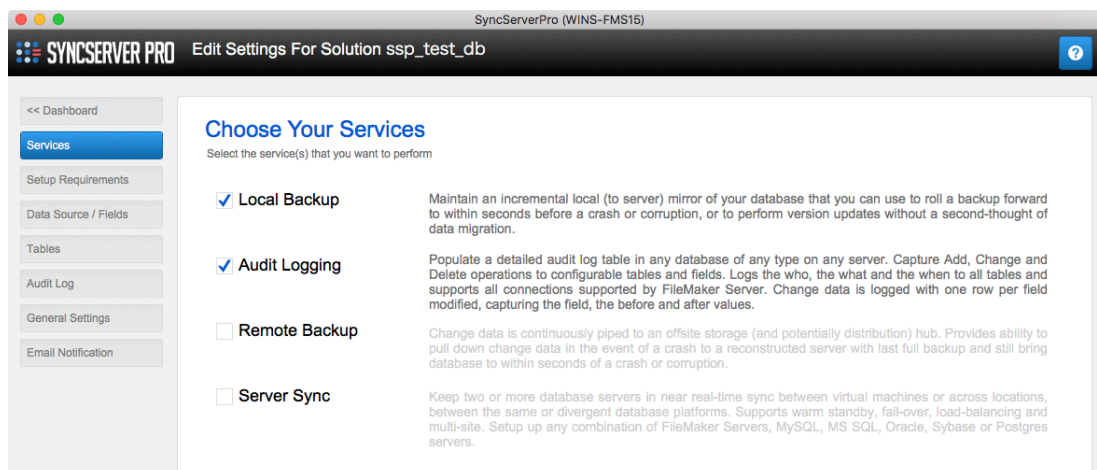 SyncServerPro (WINS-FMS15)
SYNCSERVER PRO
Edit Settings For Solution ssp_test_db
?
<< Dashboard
Services
Setup Requirements
Data Source / Fields
Tables
Audit Log
General Settings
Email Notification
Choose Your Services
Select the service(s) that you want to perform
Local Backup
Maintain an incremental local (to server) mirror of your database that you can use to roll a backup forward
to within seconds before a crash or corruption, or to perform version updates without a second-thought of
data migration.
Audit Logging
Populate a detailed audit log table in any database of any type on any server. Capture Add, Change and
Delete operations to configurable tables and fields. Logs the who, the what and the when to all tables and
supports all connections supported by FileMaker Server. Change data is logged with one row per field
modified, capturing the field, the before and after values.
Remote Backup
Change data is continuously piped to an offsite storage (and potentially distribution) hub. Provides ability to
pull down change data in the event of a crash to a reconstructed server with last full backup and still bring
database to within seconds of a crash or corruption.
Server Sync
Keep two or more database servers in near real-time sync between virtual machines or across locations,
between the same or divergent database platforms. Supports warm standby, fail-over, load-balancing and
multi-site. Setup up any combination of FileMaker Servers, MySQL, MS SQL, Oracle, Sybase or Postgres
servers.